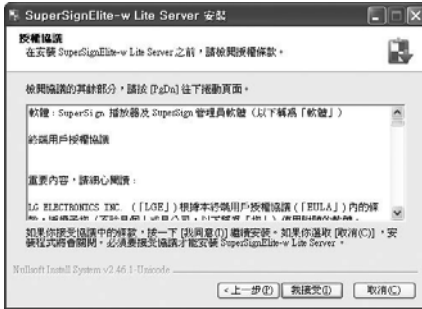 SuperSignElite-w Lite Server 安裝
授權協議
在安裝 SuperSignElite-w Lite Server 之前，請檢閱授權條款。
檢閱協議的其餘部分，請按 [PgDn] 往下捲動頁面。
軟體：SuperSign 播放器及 SuperSign 管理員軟體（以下稱為「軟體」）
終端用戶授權協議
重要內容，請細心閱讀：
LG ELECTRONICS INC.（「LGE」）根據本終端用戶授權協議（「EULA」）內的條
如果你接受協議中的條款，按一下 [我同意(I)] 繼續安裝。如果你選取 [取消(C)]，安
裝程式將會關閉。必須要接受協議才能安裝 SuperSignElite-w Lite Server。
Nullsoft Install System v2.46.1-Unicode
<上一步(P)
我接受(I)
取消(C)